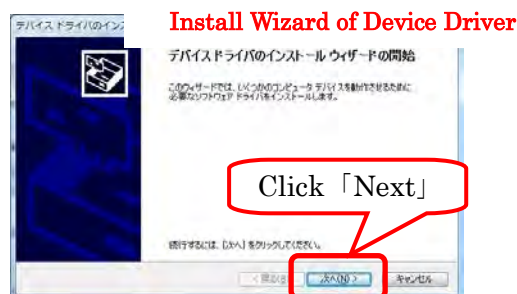 デバイス ドライバのインス
Install Wizard of Device Driver
デバイス ドライバのインストール ウィザードの開始
このウィザードでは、いくつかのコンピュータ デバイスを動作させるために
必要なソフトウェア ドライバをインストールします。
Click「Next」
続行するには、[次へ] をクリックしてください。
< 戻る(B)
次へ(N) >
キャンセル